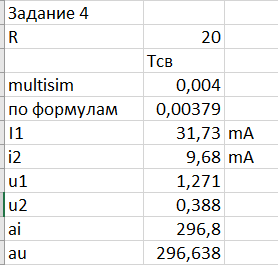 Задание 4
R 20
Tсв
multisim 0,004
по формулам 0,00379
I1 31,73 mA
i2 9,68 mA
u1 1,271
u2 0,388
ai 296,8
au 296,638